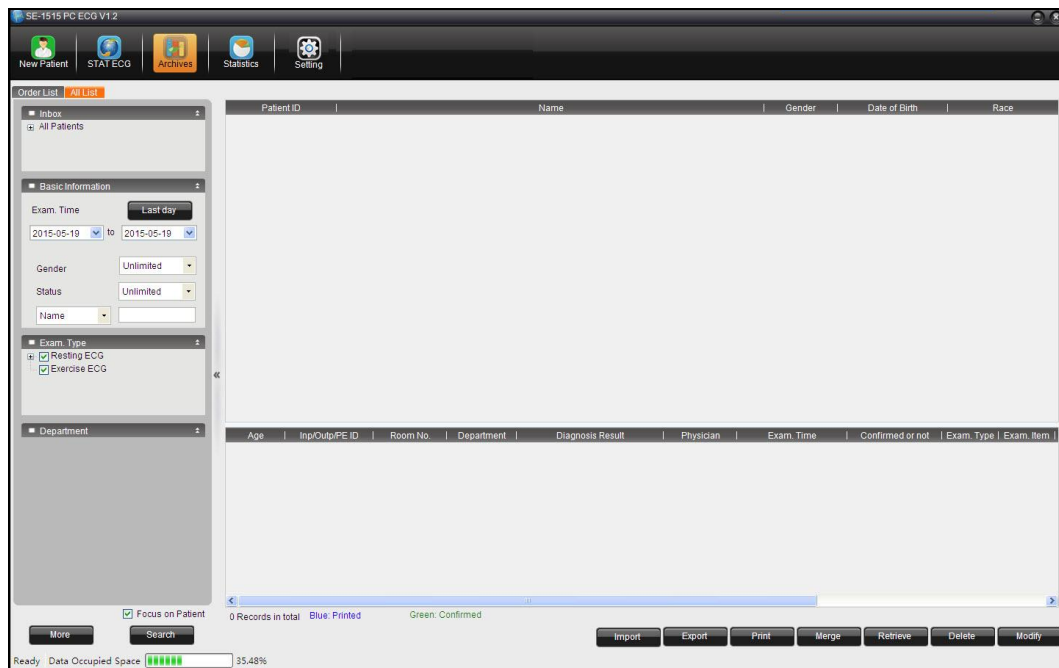 SE-1515 PC ECG V1.2
New Patient STAT ECG Archives Statistics Setting
Order List All List
Inbox
All Patients
Basic Information
Exam. Time Last day
2015-05-19 to 2015-05-19
Gender Unlimited
Status Unlimited
Name
Exam. Type
Resting ECG
Exercise ECG
Department
Focus on Patient
More Search
Patient ID Name Gender Date of Birth Race
Age Inp/Outp/PE ID Room No. Department Diagnosis Result Physician Exam. Time Confirmed or not Exam. Type Exam. Item
0 Records in total Blue: Printed Green: Confirmed
Import Export Print Merge Retrieve Delete Modify
Ready Data Occupied Space 35.48%